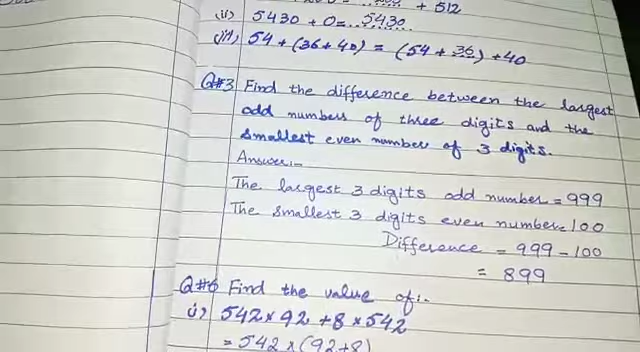 + 512
(ii) 5430 + 0 = ..5430..
(iii) 54 + (36 + 40) = (54 + 36) + 40
Q#3 Find the difference between the largest
odd numbers of three digits and the
smallest even number of 3 digits.
Answer:-
The largest 3 digits odd number = 999
The smallest 3 digits even number = 100
Difference = 999 - 100
= 899
Q#6 Find the value of:-
i) 542 × 92 + 8 × 542
= 542 × (92+8)